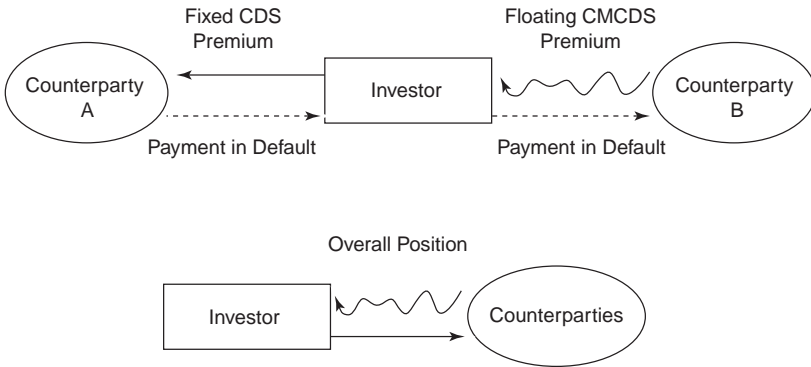 Fixed CDS
Premium
Floating CMCDS
Premium
Counterparty
A
Investor
Counterparty
B
Payment in Default
Payment in Default
Overall Position
Investor
Counterparties